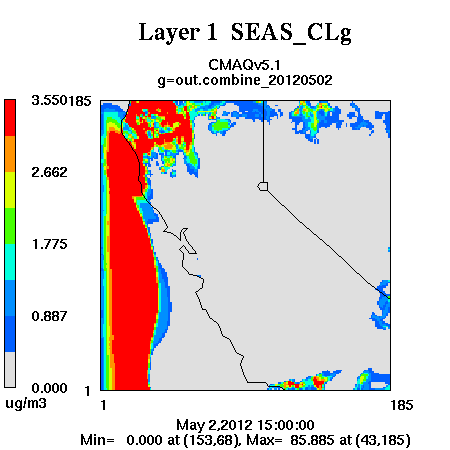 Layer 1 SEAS_CLg
CMAQv5.1
g=out.combine_20120502
3.550
185
2.662
1.775
0.887
0.000
1
ug/m3
1
185
May 2,2012 15:00:00
Min= 0.000 at (153,68), Max= 85.885 at (43,185)